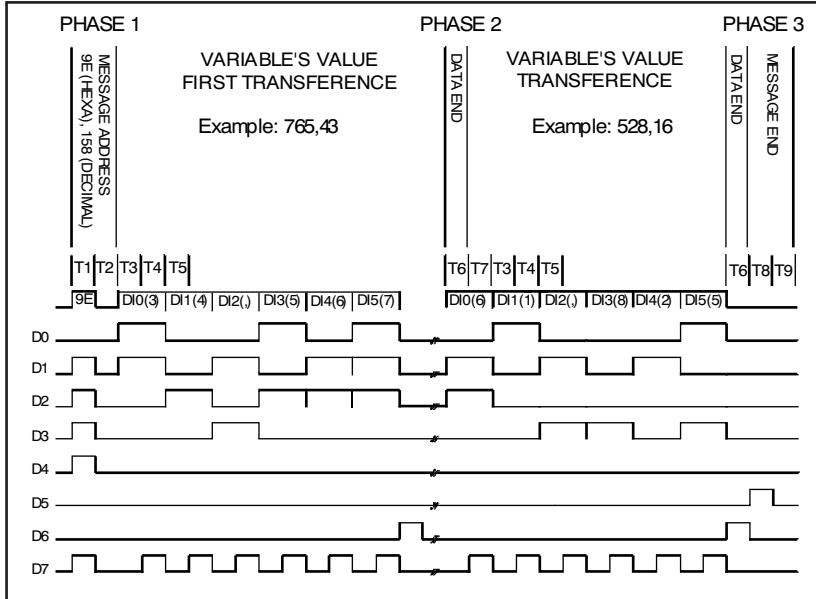 PHASE 1
PHASE 2
PHASE 3
MESSAGE ADDRESS
9E (HEXA), 158 (DECIMAL)
VARIABLE'S VALUE
FIRST TRANSFERENCE
Example: 765,43
DATA END
VARIABLE'S VALUE
TRANSFERENCE
Example: 528,16
DATA END
MESSAGE END
T1 T2 T3 T4 T5
T6 T7 T3 T4 T5
T6 T8 T9
9E DI0(3) DI1(4) DI2(,) DI3(5) DI4(6) DI5(7)
DI0(6) DI1(1) DI2(,) DI3(8) DI4(2) DI5(5)
D0
D1
D2
D3
D4
D5
D6
D7